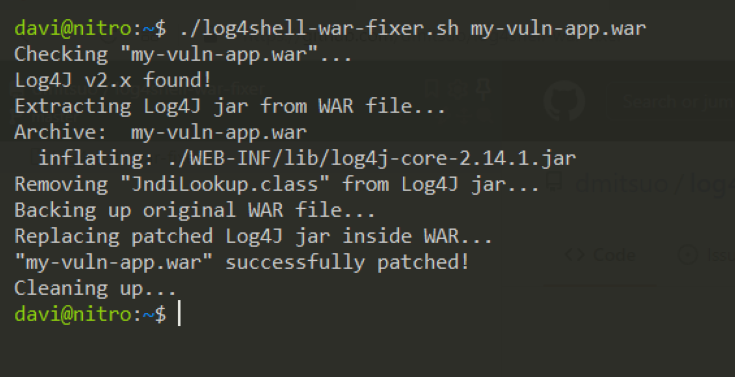 davi@nitro:~$ ./log4shell-war-fixer.sh my-vuln-app.war
Checking "my-vuln-app.war"...
Log4J v2.x found!
Extracting Log4J jar from WAR file...
Archive:  my-vuln-app.war
  inflating: ./WEB-INF/lib/log4j-core-2.14.1.jar
Removing "JndiLookup.class" from Log4J jar...
Backing up original WAR file...
Replacing patched Log4J jar inside WAR...
"my-vuln-app.war" successfully patched!
Cleaning up...
davi@nitro:~$
Code